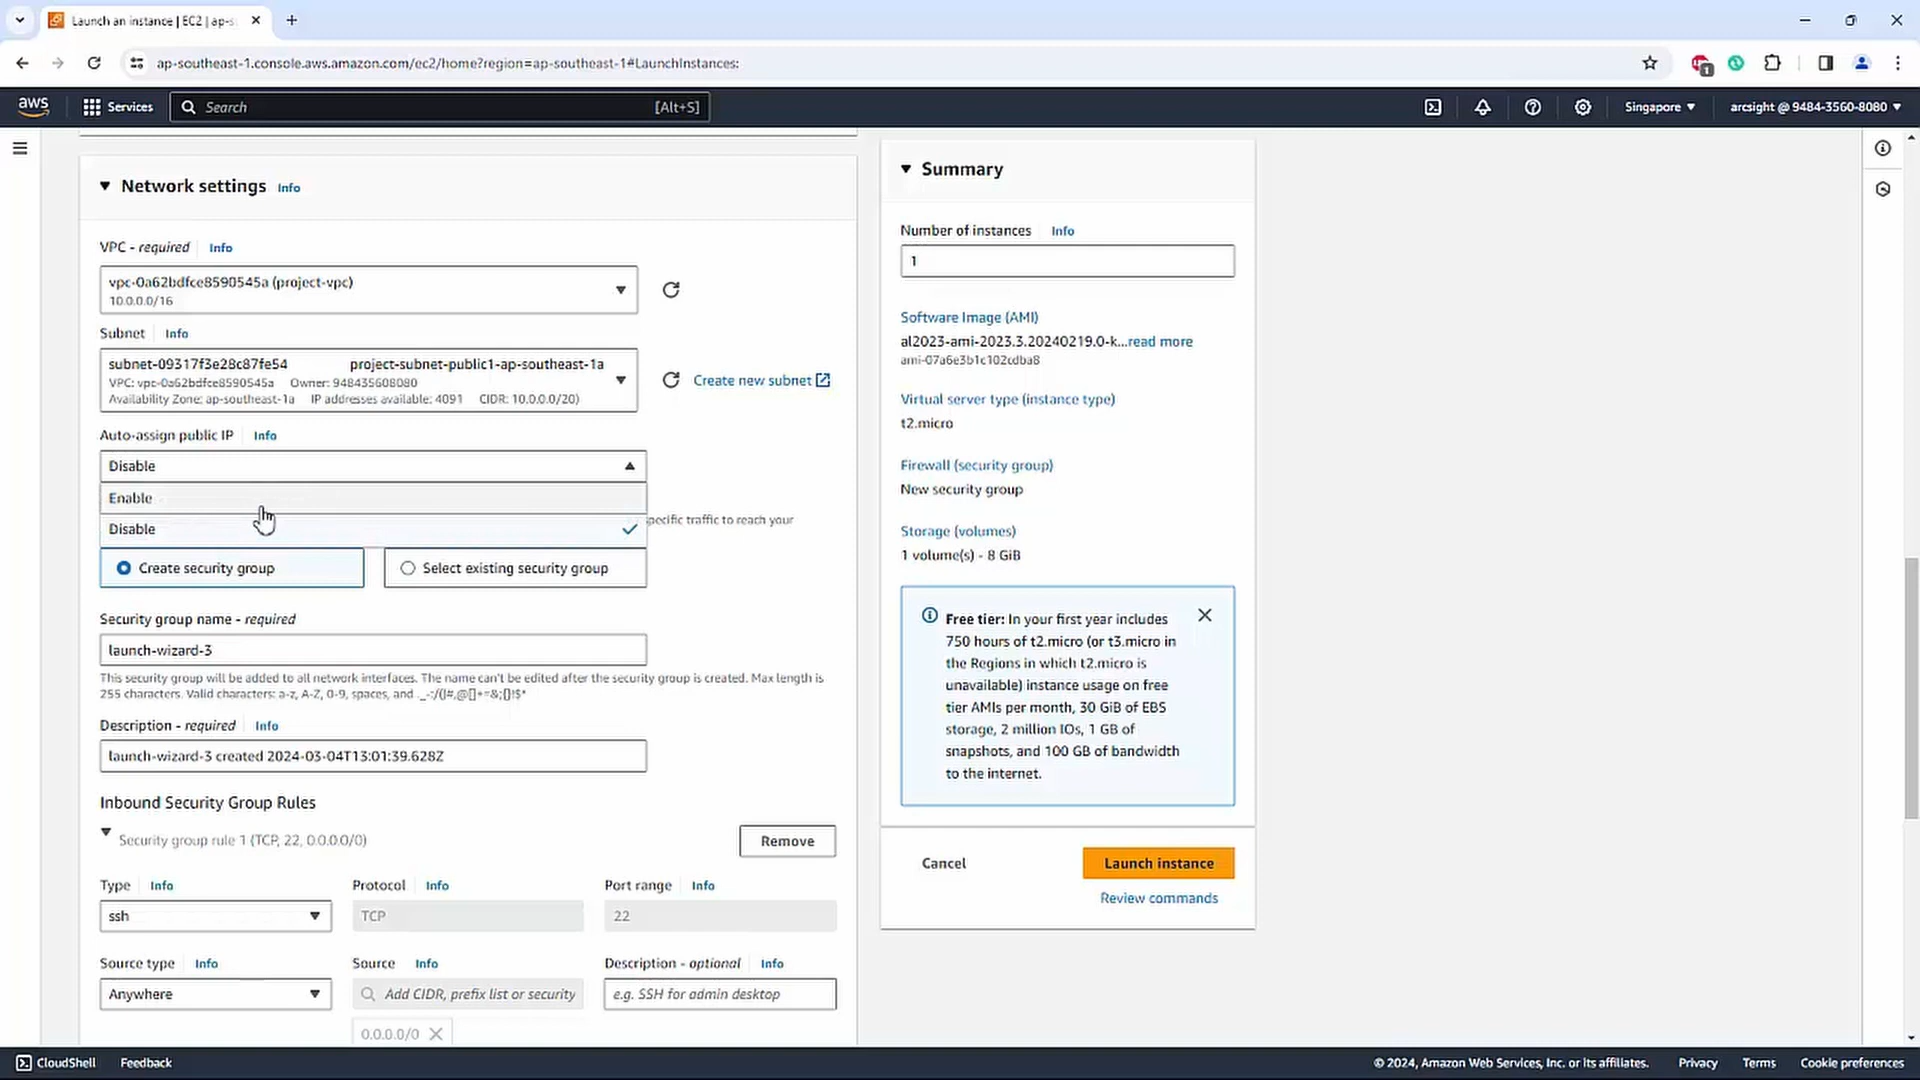 Launch an instance | EC2 | ap-s
ap-southeast-1.console.aws.amazon.com/ec2/home?region=ap-southeast-1#LaunchInstances:
1
aws
Services
Search
[Alt+S]
Singapore
arcsight @ 9484-3560-8080
Network settings Info
VPC - required Info
vpc-0a62bdfce8590545a (project-vpc)
10.0.0.0/16
Subnet Info
subnet-09317f3e28c87fe54 project-subnet-public1-ap-southeast-1a
VPC: vpc-0a62bdfce8590545a Owner: 948435608080
Availability Zone: ap-southeast-1a IP addresses available: 4091 CIDR: 10.0.0.0/20)
Create new subnet
Auto-assign public IP Info
Disable
Enable
Disable
specific traffic to reach your
Create security group
Select existing security group
Security group name - required
launch-wizard-3
This security group will be added to all network interfaces. The name can't be edited after the security group is created. Max length is
255 characters. Valid characters: a-z, A-Z, 0-9, spaces, and ._-:/()#,@[]+=&;{}!$*
Description - required Info
launch-wizard-3 created 2024-03-04T13:01:39.628Z
Inbound Security Group Rules
Security group rule 1 (TCP, 22, 0.0.0.0/0)
Remove
Type Info
Protocol Info
Port range Info
ssh
TCP
22
Source type Info
Source Info
Description - optional Info
Anywhere
Add CIDR, prefix list or security
e.g. SSH for admin desktop
0.0.0.0/0
Summary
Number of instances Info
1
Software Image (AMI)
al2023-ami-2023.3.20240219.0-k...read more
ami-07a6e3b1c102cdba8
Virtual server type (instance type)
t2.micro
Firewall (security group)
New security group
Storage (volumes)
1 volume(s) - 8 GiB
Free tier: In your first year includes
750 hours of t2.micro (or t3.micro in
the Regions in which t2.micro is
unavailable) instance usage on free
tier AMIs per month, 30 GiB of EBS
storage, 2 million IOs, 1 GB of
snapshots, and 100 GB of bandwidth
to the internet.
Cancel
Launch instance
Review commands
CloudShell
Feedback
© 2024, Amazon Web Services, Inc. or its affiliates.
Privacy
Terms
Cookie preferences